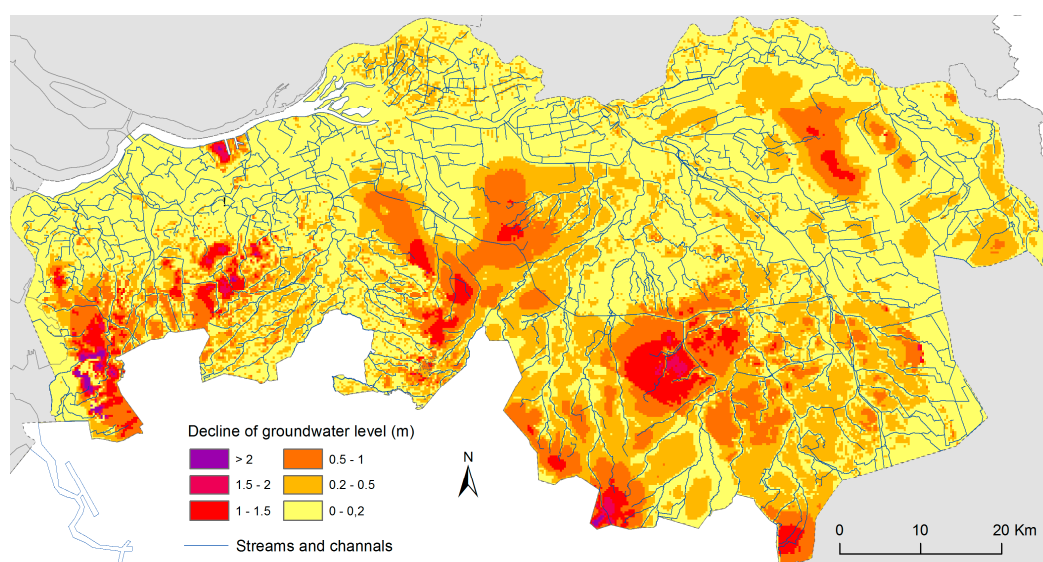 Decline of groundwater level (m)
> 2
0.5 - 1
1.5 - 2
0.2 - 0.5
1 - 1.5
0 - 0,2
Streams and channels
N
0
10
20 Km